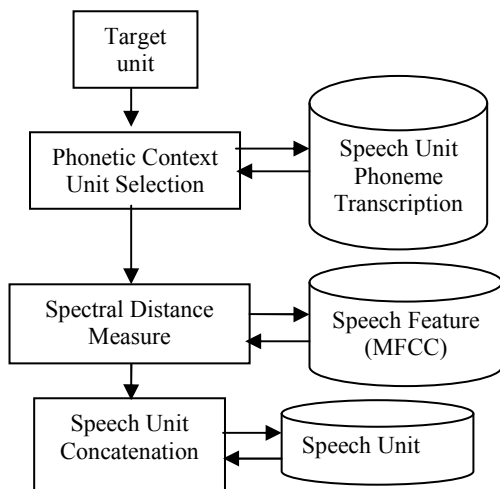 Target
unit
Phonetic Context
Unit Selection
Speech Unit
Phoneme
Transcription
Spectral Distance
Measure
Speech Feature
(MFCC)
Speech Unit
Concatenation
Speech Unit